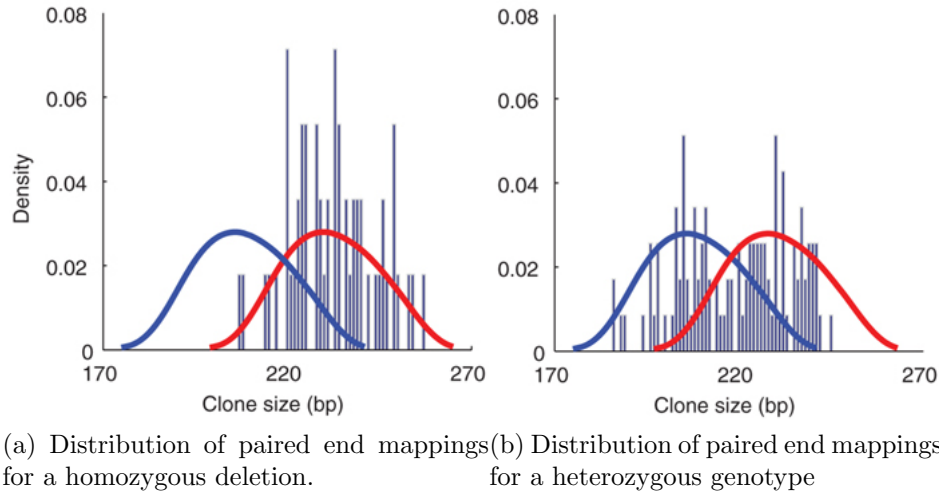 0.08
0.06
0.04
0.02
0
Density
170
220
270
Clone size (bp)
0.08
0.06
0.04
0.02
0
170
220
270
Clone size (bp)
(a) Distribution of paired end mappings
for a homozygous deletion.
(b) Distribution of paired end mappings
for a heterozygous genotype